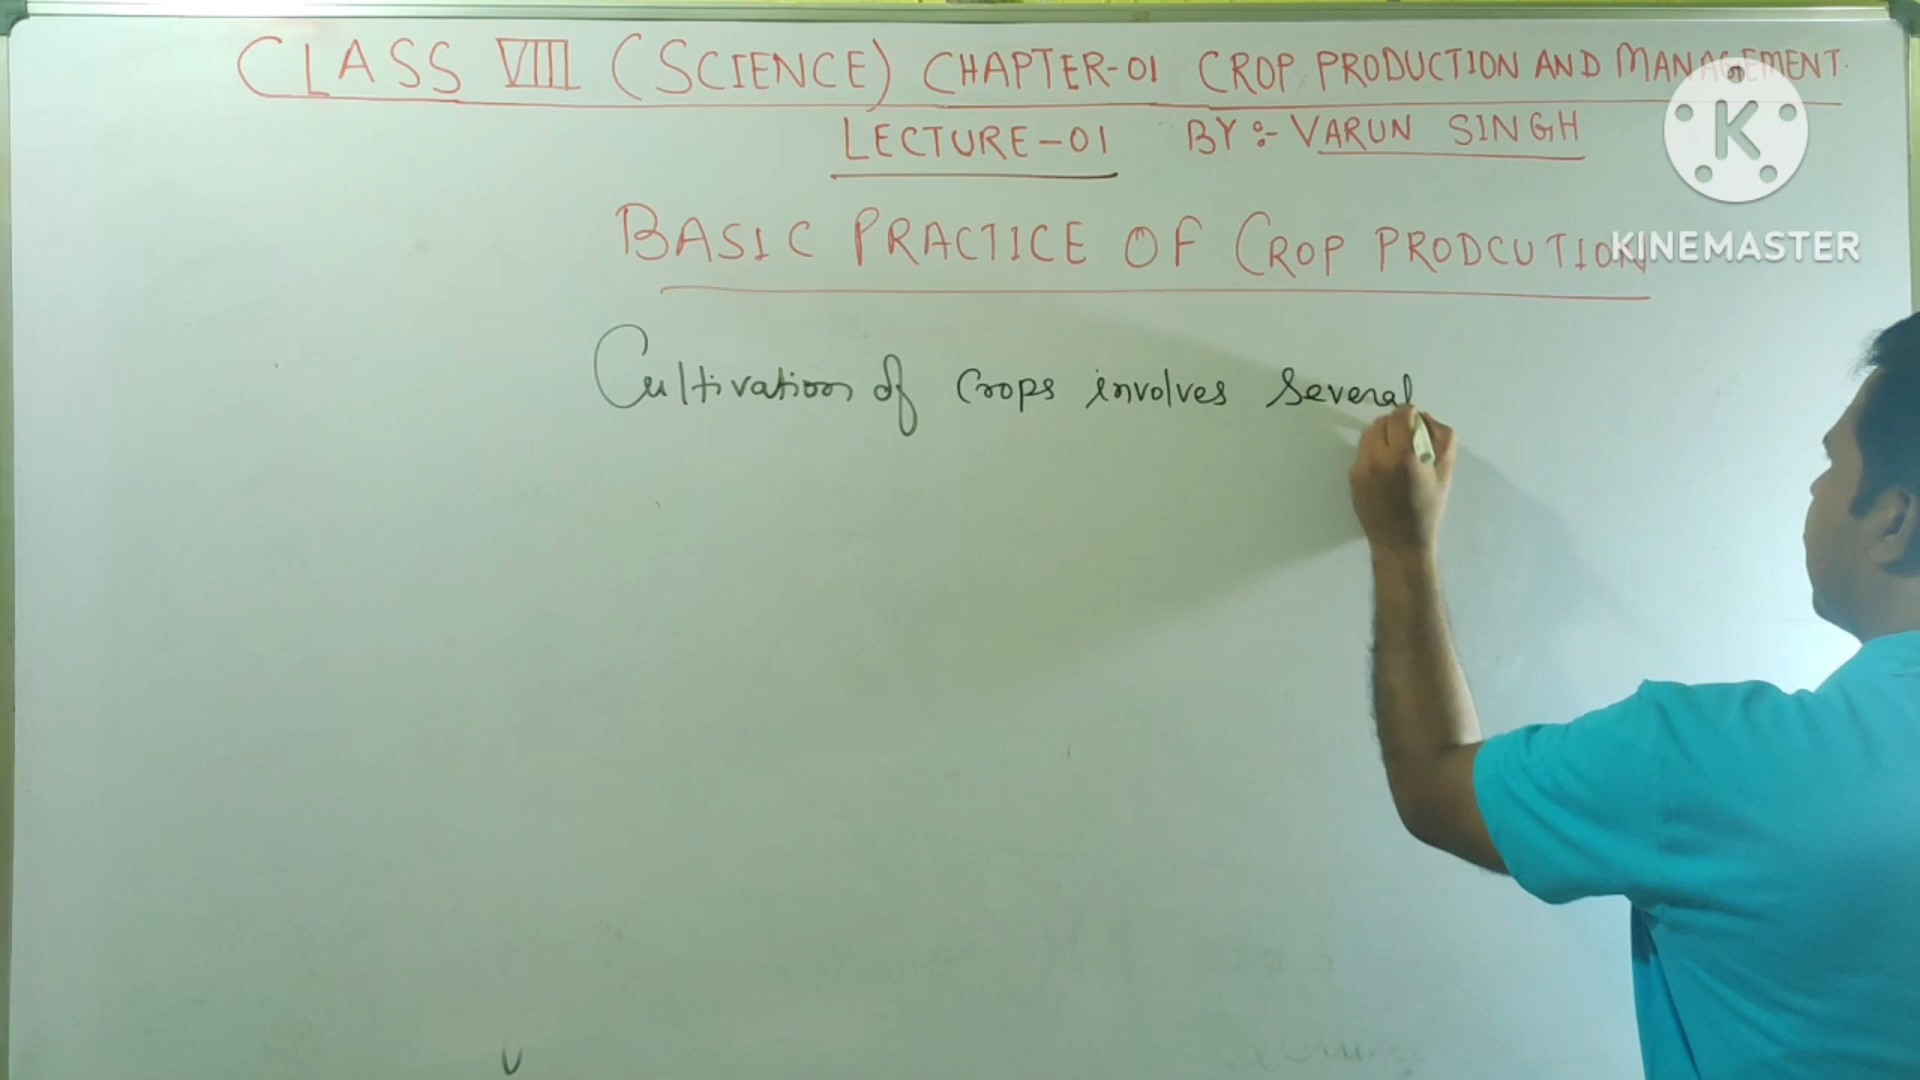 CLASS VIII (SCIENCE) CHAPTER-01 CROP PRODUCTION AND MANAGEMENT.
LECTURE-01 BY:- VARUN SINGH
K
KINEMASTER
BASIC PRACTICE OF CROP PRODCUTION
Cultivation of crops involves several